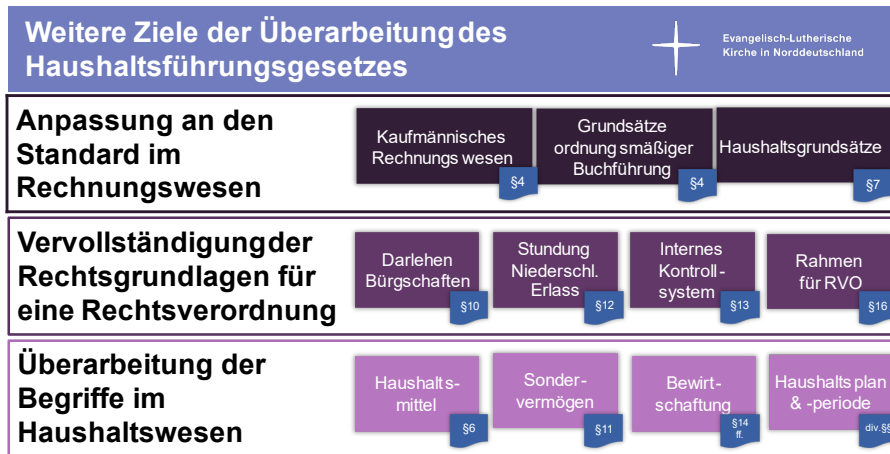 Weitere Ziele der Überarbeitung des
Haushaltsführungsgesetzes
Evangelisch-Lutherische
Kirche in Norddeutschland
Anpassung an den
Standard im
Rechnungswesen
Kaufmännisches
Rechnungs wesen
§4
Grundsätze
ordnung smäßiger
Buchführung
§4
Haushaltsgrundsätze
§7
Vervollständigung der
Rechtsgrundlagen für
eine Rechtsverordnung
Darlehen
Bürgschaften
§10
Stundung
Niederschl.
Erlass
§12
Internes
Kontroll-
system
§13
Rahmen
für RVO
§16
Überarbeitung der
Begriffe im
Haushaltswesen
Haushalts-
mittel
§6
Sonder-
vermögen
§11
Bewirt-
schaftung
§14
ff.
Haushalts plan
& -periode
div.§§